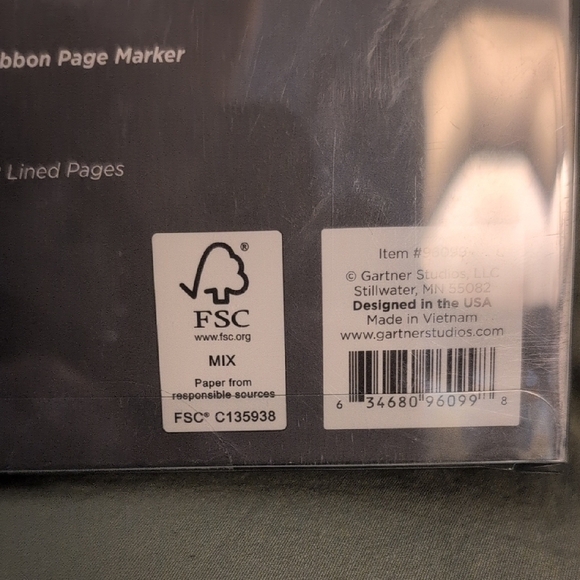 bbon Page Marker
Lined Pages
FSC
www.fsc.org
MIX
Paper from
responsible sources
FSC® C135938
Item
© Gartner Studios, LLC
Stillwater, MN 55082
Designed in the USA
Made in Vietnam
www.gartnerstudios.com
6 34680 96099 8